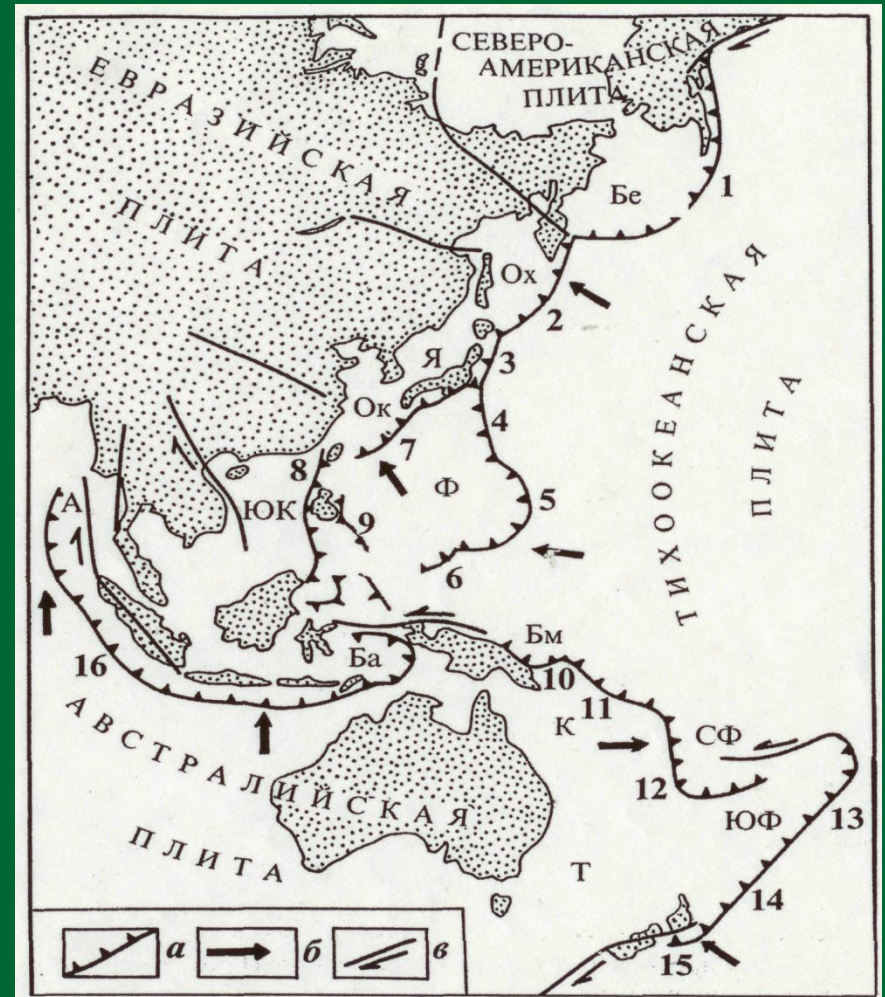 СЕВЕРО-
АМЕРИКАНСКАЯ
ПЛИТА
ЕВРАЗИЙСКАЯ
ПЛИТА
Бе
1
Ох
2
ТИХООКЕАНСКАЯ
ПЛИТА
Я
3
Ок
4
7
8
Ф
5
А
ЮК
9
6
Бм
Ба
10
16
К
11
СФ
АВСТРАЛИЙСКАЯ
ПЛИТА
12
ЮФ
13
Т
14
15
а
б
в